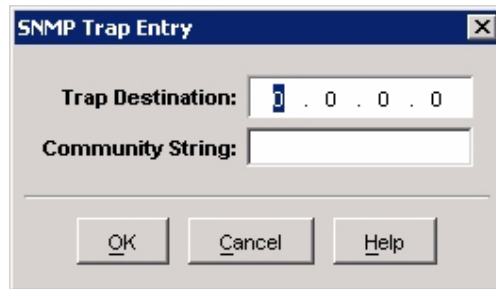 SNMP Trap Entry
Trap Destination: 0 . 0 . 0 . 0
Community String:
OK Cancel Help